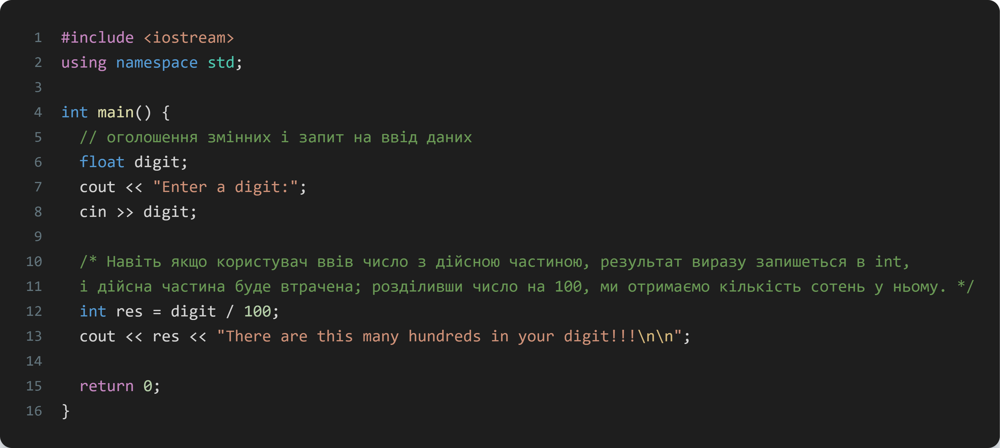 1 #include <iostream>
2 using namespace std;
3
4 int main() {
5 // оголошення змінних і запит на ввід даних
6 float digit;
7 cout << "Enter a digit:";
8 cin >> digit;
9
10 /* Навіть якщо користувач ввів число з дійсною частиною, результат виразу запишеться в int,
11 і дійсна частина буде втрачена; розділивши число на 100, ми отримаємо кількість сотень у ньому. */
12 int res = digit / 100;
13 cout << res << "There are this many hundreds in your digit!!!\n\n";
14
15 return 0;
16 }